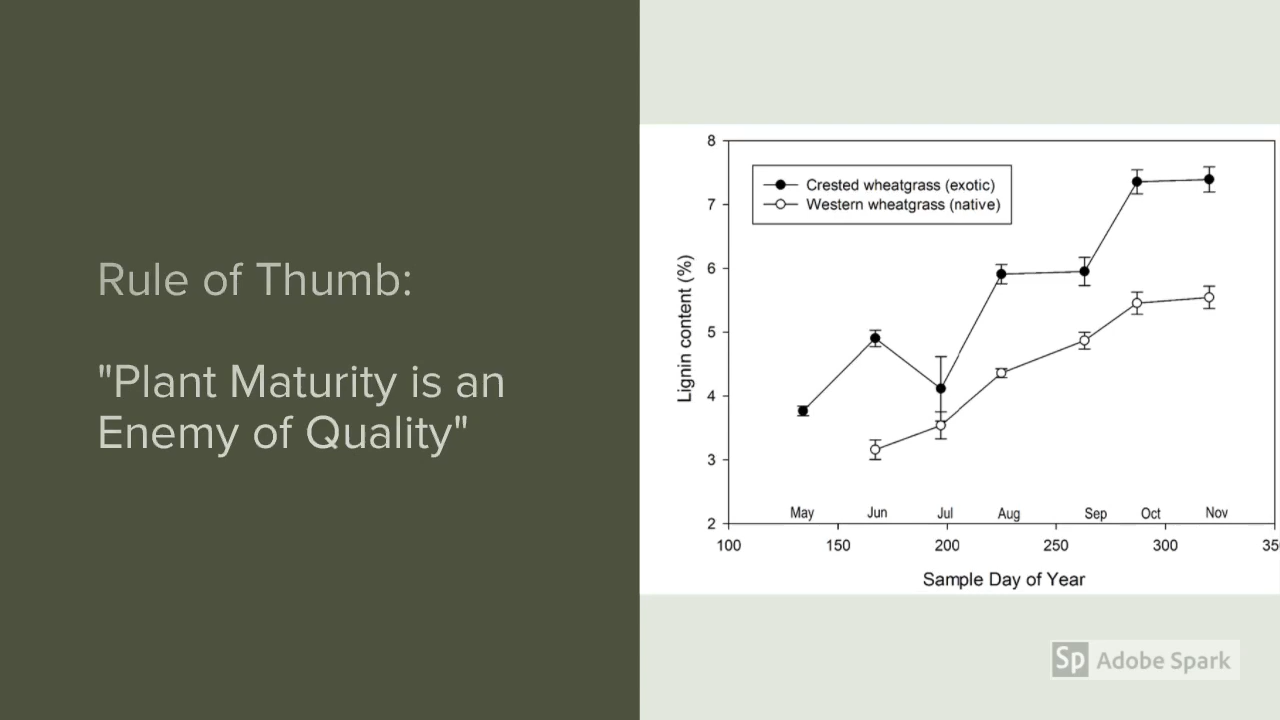 Rule of Thumb:
"Plant Maturity is an
Enemy of Quality"
8
7
6
5
4
3
2
Lignin content (%)
Crested wheatgrass (exotic)
Western wheatgrass (native)
May Jun Jul Aug Sep Oct Nov
100 150 200 250 300 35
Sample Day of Year
Sp Adobe Spark